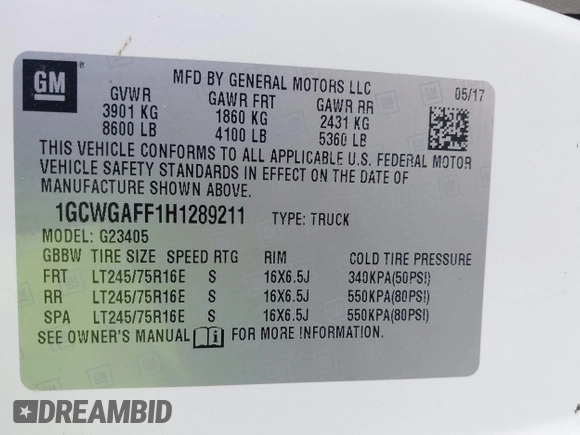 GM
MFD BY GENERAL MOTORS LLC
05/17
GVWR GAWR FRT GAWR RR
3901 KG 1860 KG 2431 KG
8600 LB 4100 LB 5360 LB
THIS VEHICLE CONFORMS TO ALL APPLICABLE U.S. FEDERAL MOTOR
VEHICLE SAFETY STANDARDS IN EFFECT ON THE DATE OF
MANUFACTURE SHOWN ABOVE.
1GCWGAFF1H1289211 TYPE: TRUCK
MODEL: G23405
GBBW TIRE SIZE SPEED RTG RIM COLD TIRE PRESSURE
FRT LT245/75R16E S 16X6.5J 340KPA(50PSI)
RR LT245/75R16E S 16X6.5J 550KPA(80PSI)
SPA LT245/75R16E S 16X6.5J 550KPA(80PSI)
SEE OWNER'S MANUAL FOR MORE INFORMATION.
DREAMBID